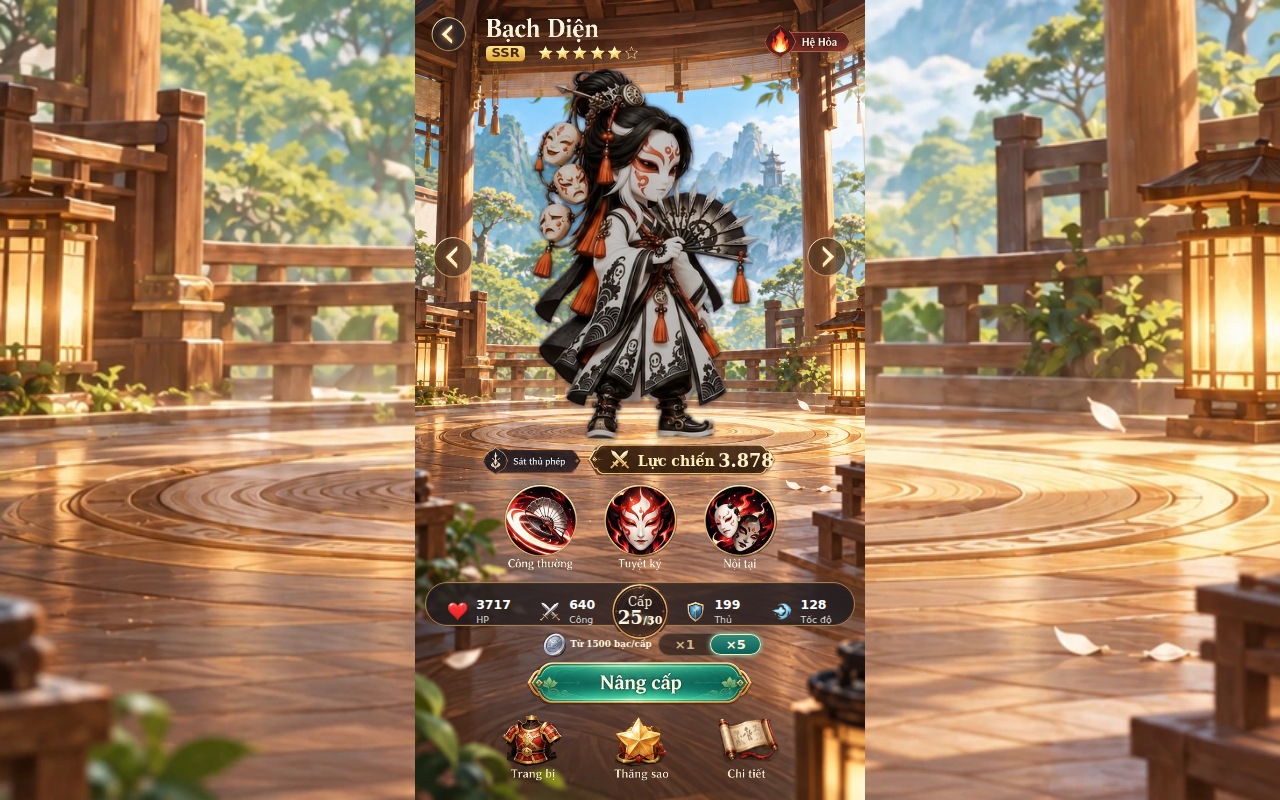 Bạch Diện
SSR
Hệ Hỏa
Sát thủ phép
Lực chiến 3.878
Công thường
Tuyệt kỹ
Nội tại
3717
HP
640
Công
Cấp
25/30
199
Thủ
128
Tốc độ
Từ 1500 bạc/cấp
×1
×5
Nâng cấp
Trang bị
Thăng sao
Chi tiết